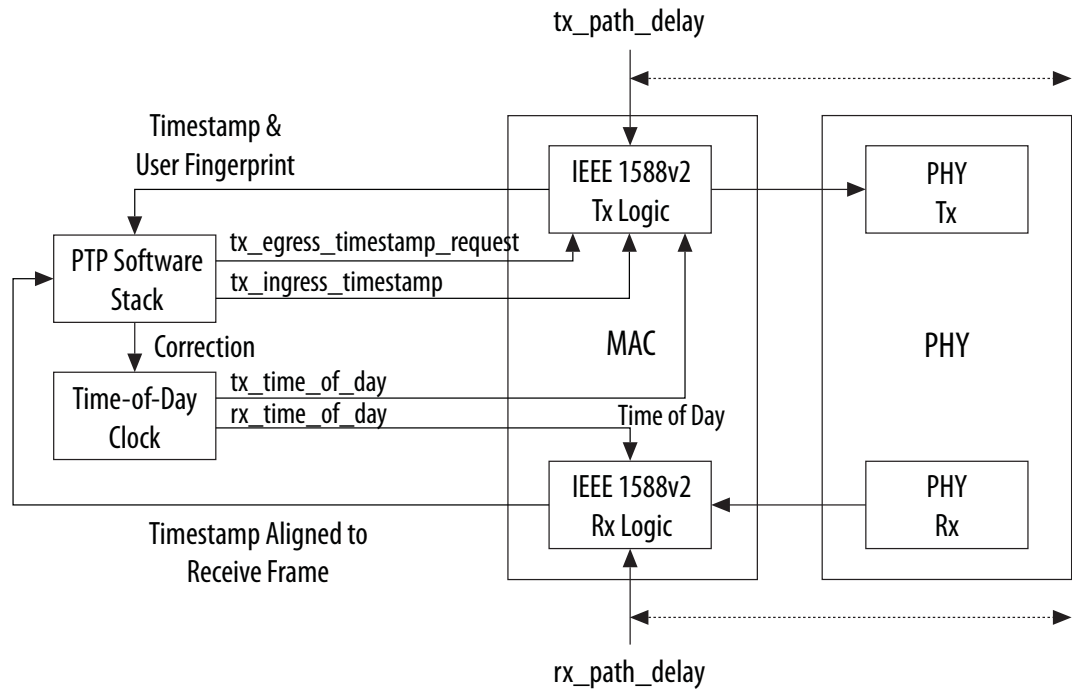 tx_path_delay
Timestamp &
User Fingerprint
IEEE 1588v2
Tx Logic
PHY
Tx
tx_egress_timestamp_request
PTP Software
Stack
tx_ingress_timestamp
Correction
MAC
PHY
Time-of-Day
Clock
tx_time_of_day
rx_time_of_day
Time of Day
IEEE 1588v2
Rx Logic
PHY
Rx
Timestamp Aligned to
Receive Frame
rx_path_delay